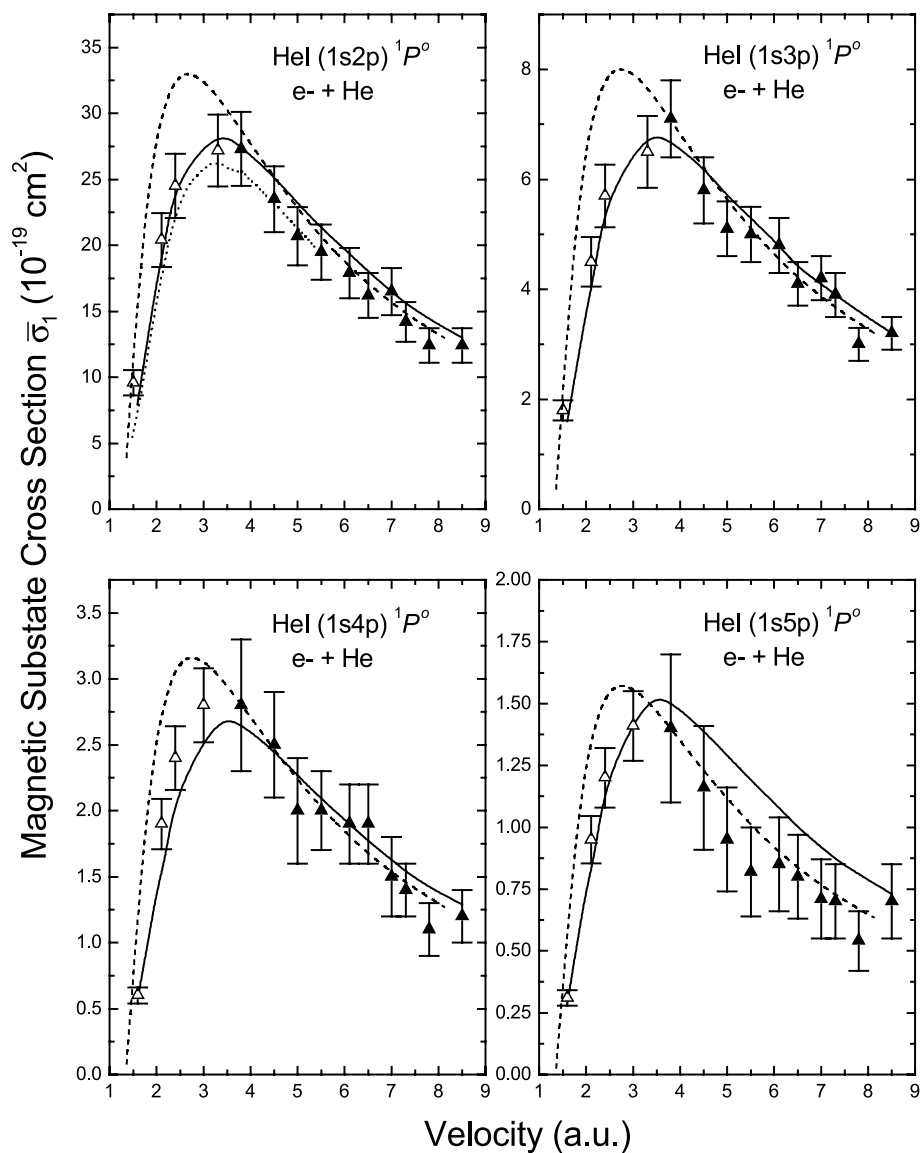 Magnetic Substate Cross Section σ̅₁ (10⁻¹⁹ cm²)
HeI (1s2p) ¹Pᵒ
e- + He
35
30
25
20
15
10
5
0
1 2 3 4 5 6 7 8 9
HeI (1s3p) ¹Pᵒ
e- + He
8
6
4
2
0
1 2 3 4 5 6 7 8 9
HeI (1s4p) ¹Pᵒ
e- + He
3.5
3.0
2.5
2.0
1.5
1.0
0.5
0.0
1 2 3 4 5 6 7 8 9
HeI (1s5p) ¹Pᵒ
e- + He
2.00
1.75
1.50
1.25
1.00
0.75
0.50
0.25
0.00
1 2 3 4 5 6 7 8 9
Velocity (a.u.)